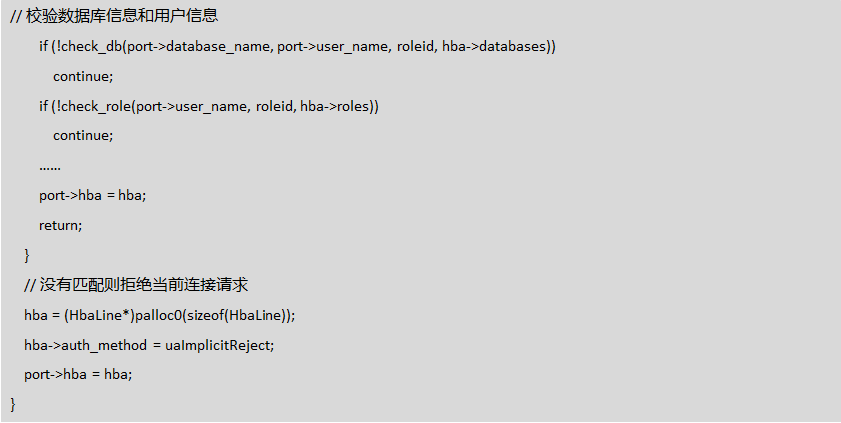 // 校验数据库信息和用户信息
if (!check_db(port->database_name, port->user_name, roleid, hba->databases))
continue;
if (!check_role(port->user_name, roleid, hba->roles))
continue;
……
port->hba = hba;
return;
}
// 没有匹配则拒绝当前连接请求
hba = (HbaLine*)palloc0(sizeof(HbaLine));
hba->auth_method = uaImplicitReject;
port->hba = hba;
}